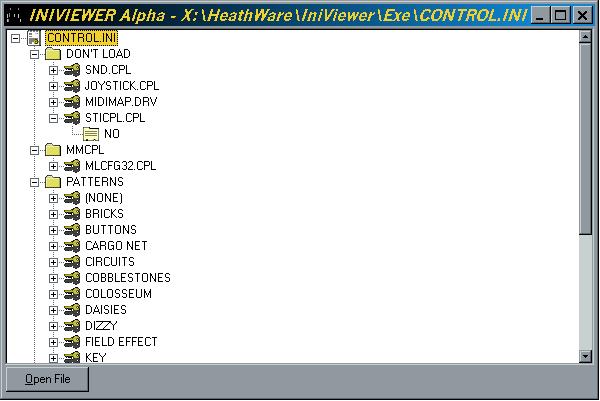 INIVIEWER Alpha - X:\HeathWare\IniViewer\Exe\CONTROL.INI
CONTROL.INI
DON'T LOAD
SND.CPL
JOYSTICK.CPL
MIDIMAP.DRV
STICPL.CPL
NO
MMCPL
MLCFG32.CPL
PATTERNS
(NONE)
BRICKS
BUTTONS
CARGO NET
CIRCUITS
COBBLESTONES
COLOSSEUM
DAISIES
DIZZY
FIELD EFFECT
KEY
Open File